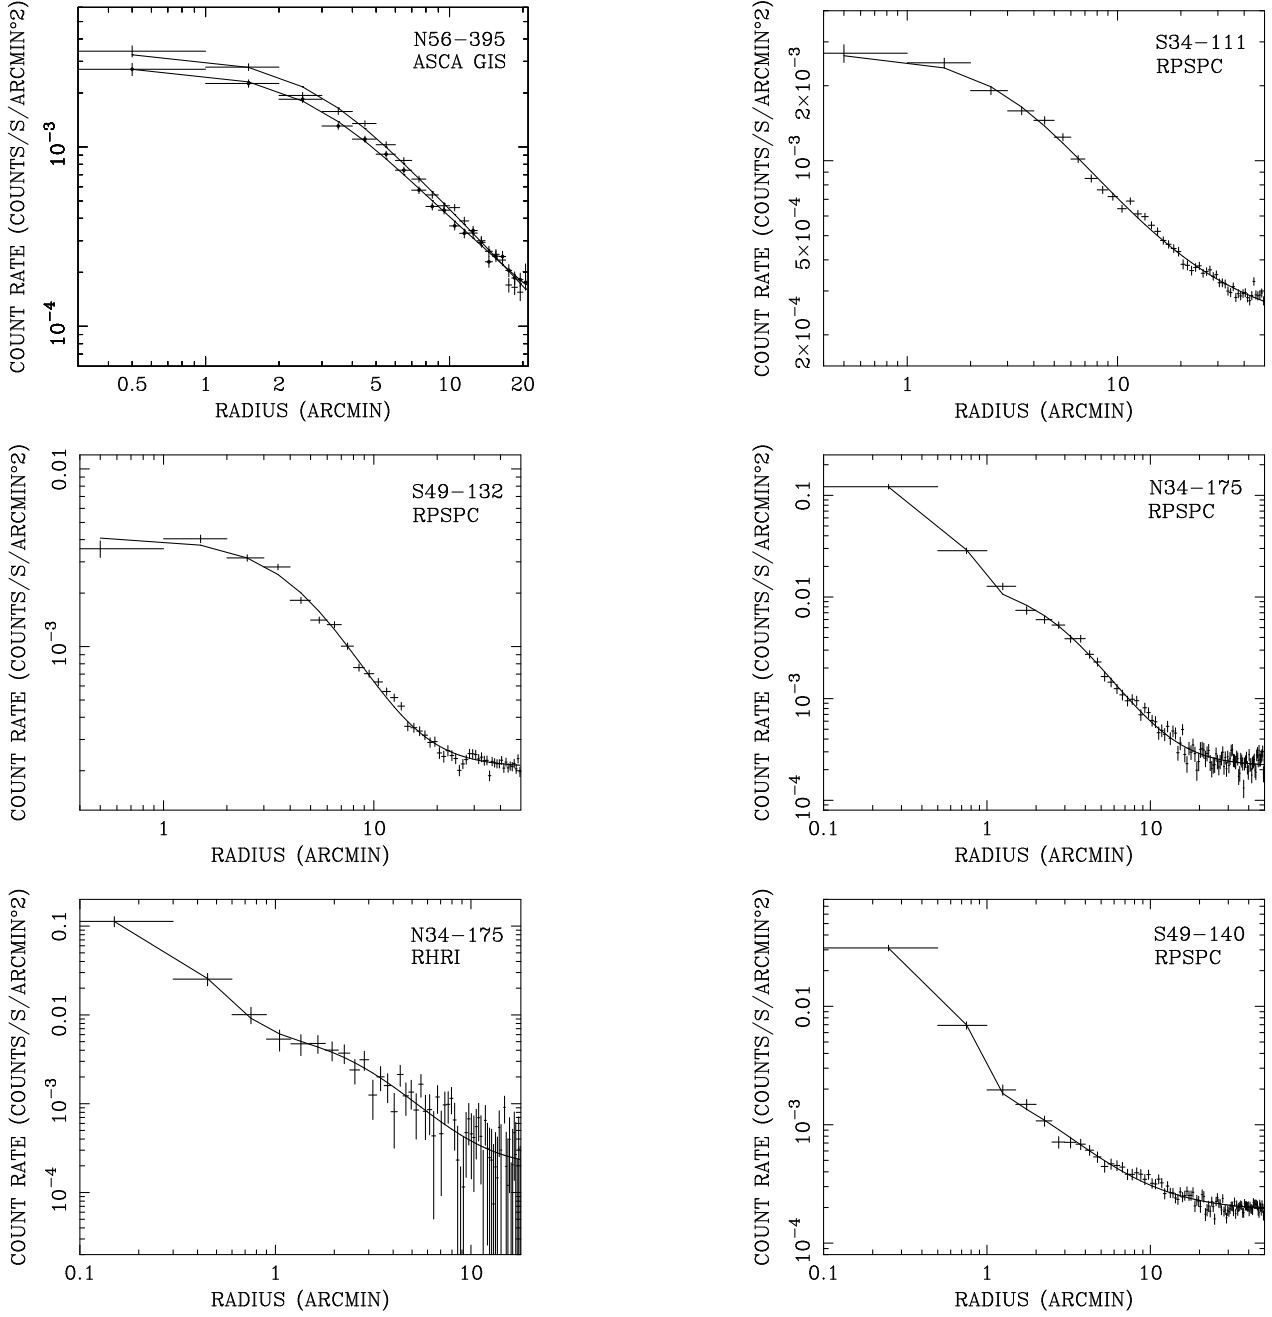 COUNT RATE (COUNTS/S/ARCMIN°2)
10⁻³
10⁻⁴
N56−395
ASCA GIS
0.5 1 2 5 10 20
RADIUS (ARCMIN)
COUNT RATE (COUNTS/S/ARCMIN°2)
2×10⁻³
10⁻³
5×10⁻⁴
2×10⁻⁴
S34−111
RPSPC
1 10
RADIUS (ARCMIN)
COUNT RATE (COUNTS/S/ARCMIN°2)
0.01
10⁻³
S49−132
RPSPC
1 10
RADIUS (ARCMIN)
COUNT RATE (COUNTS/S/ARCMIN°2)
0.1
0.01
10⁻³
10⁻⁴
N34−175
RPSPC
0.1 1 10
RADIUS (ARCMIN)
COUNT RATE (COUNTS/S/ARCMIN°2)
0.1
0.01
10⁻³
10⁻⁴
N34−175
RHRI
0.1 1 10
RADIUS (ARCMIN)
COUNT RATE (COUNTS/S/ARCMIN°2)
0.01
10⁻³
10⁻⁴
S49−140
RPSPC
0.1 1 10
RADIUS (ARCMIN)